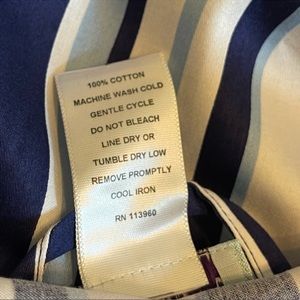 100% COTTON
MACHINE WASH COLD
GENTLE CYCLE
DO NOT BLEACH
LINE DRY OR
TUMBLE DRY LOW
REMOVE PROMPTLY
COOL IRON
RN 113960